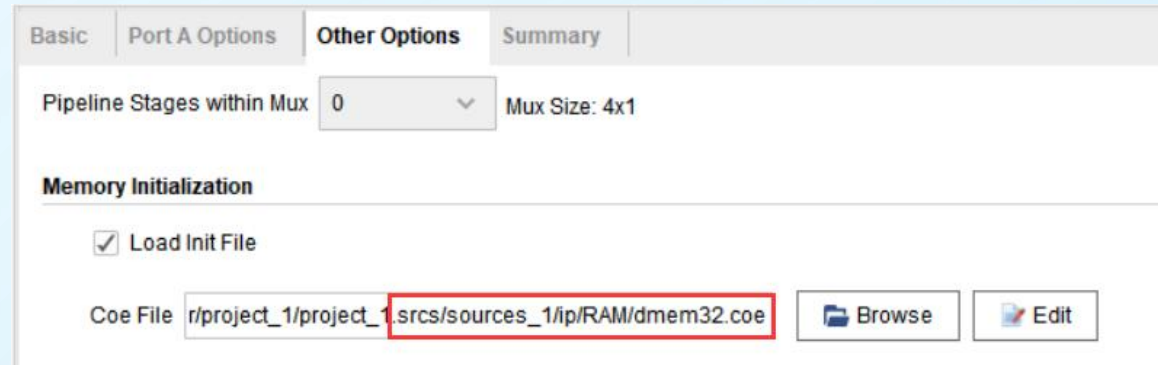 Basic Port A Options Other Options Summary
Pipeline Stages within Mux 0 Mux Size: 4x1
Memory Initialization
Load Init File
Coe File r/project_1/project_1.srcs/sources_1/ip/RAM/dmem32.coe Browse Edit